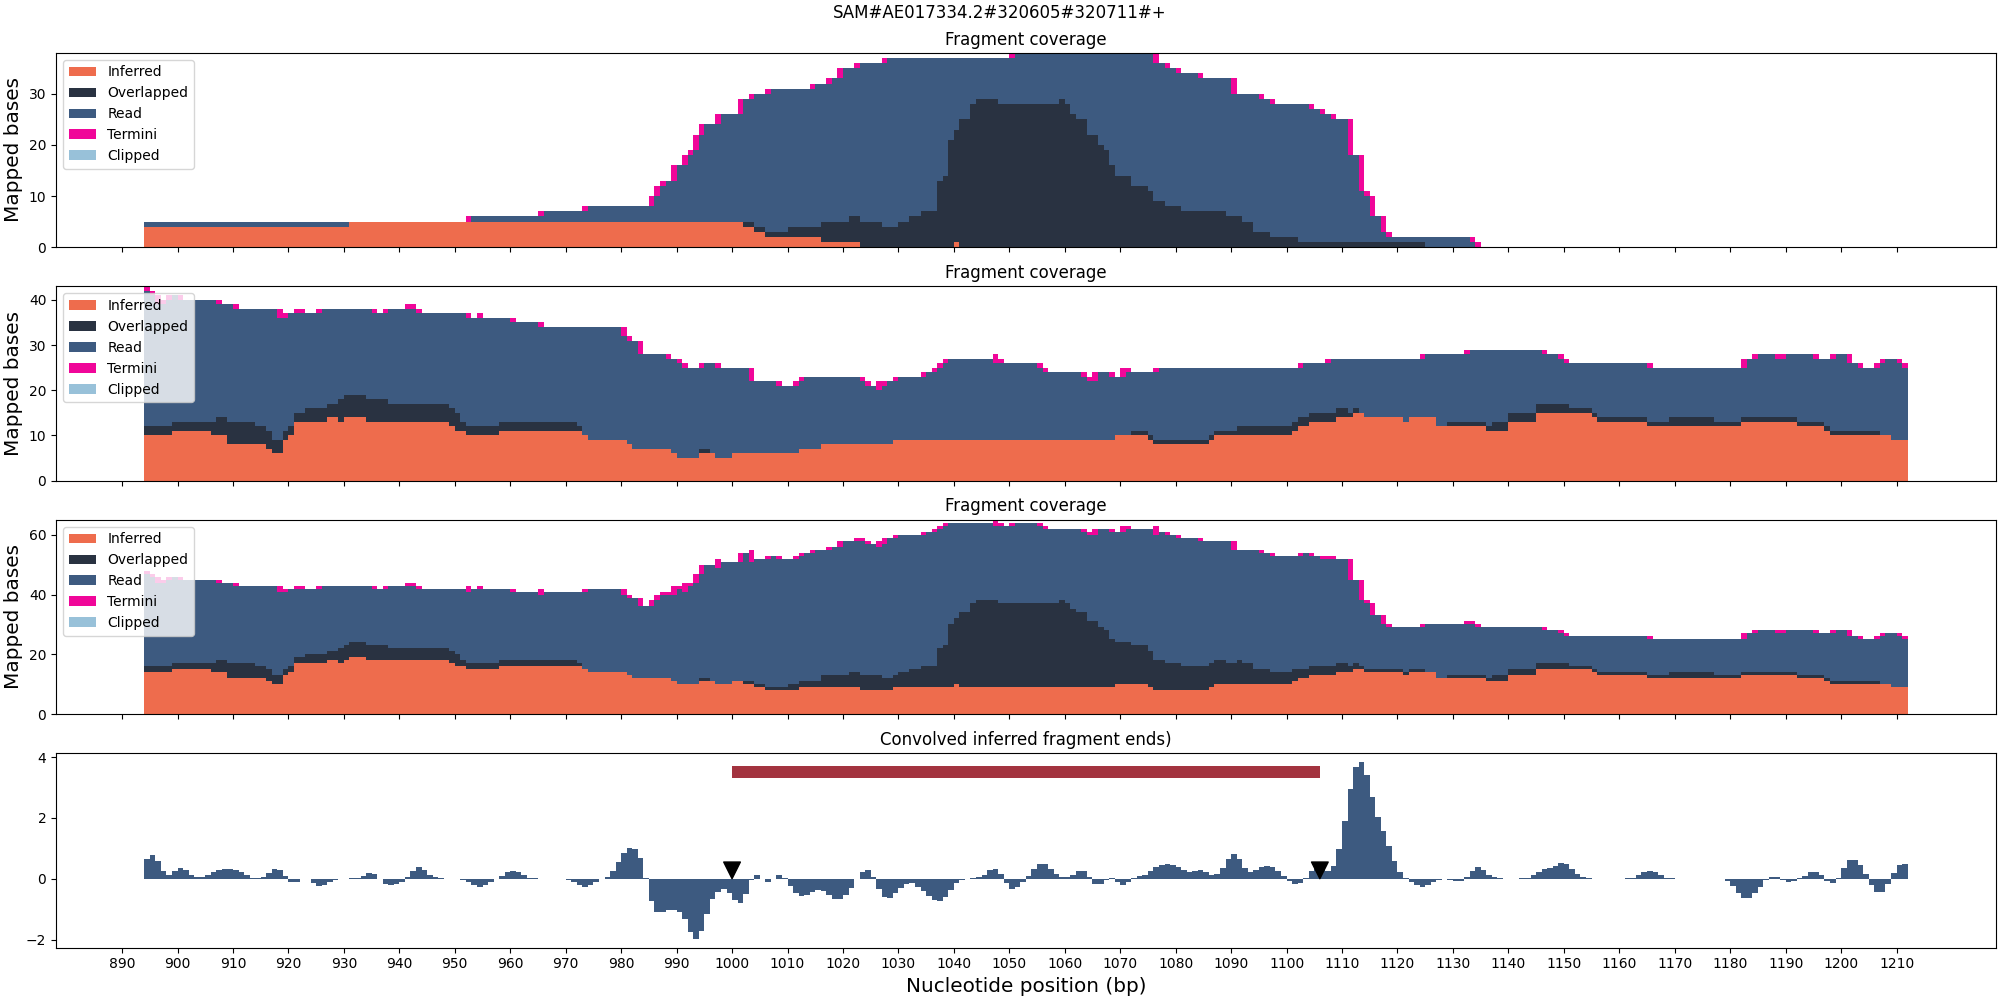 SAM#AE017334.2#320605#320711#+
Fragment coverage
Mapped bases
30
20
10
0
Inferred
Overlapped
Read
Termini
Clipped
Fragment coverage
Mapped bases
40
30
20
10
0
Inferred
Overlapped
Read
Termini
Clipped
Fragment coverage
Mapped bases
60
40
20
0
Inferred
Overlapped
Read
Termini
Clipped
Convolved inferred fragment ends)
4
2
0
−2
890 900 910 920 930 940 950 960 970 980 990 1000 1010 1020 1030 1040 1050 1060 1070 1080 1090 1100 1110 1120 1130 1140 1150 1160 1170 1180 1190 1200 1210
Nucleotide position (bp)